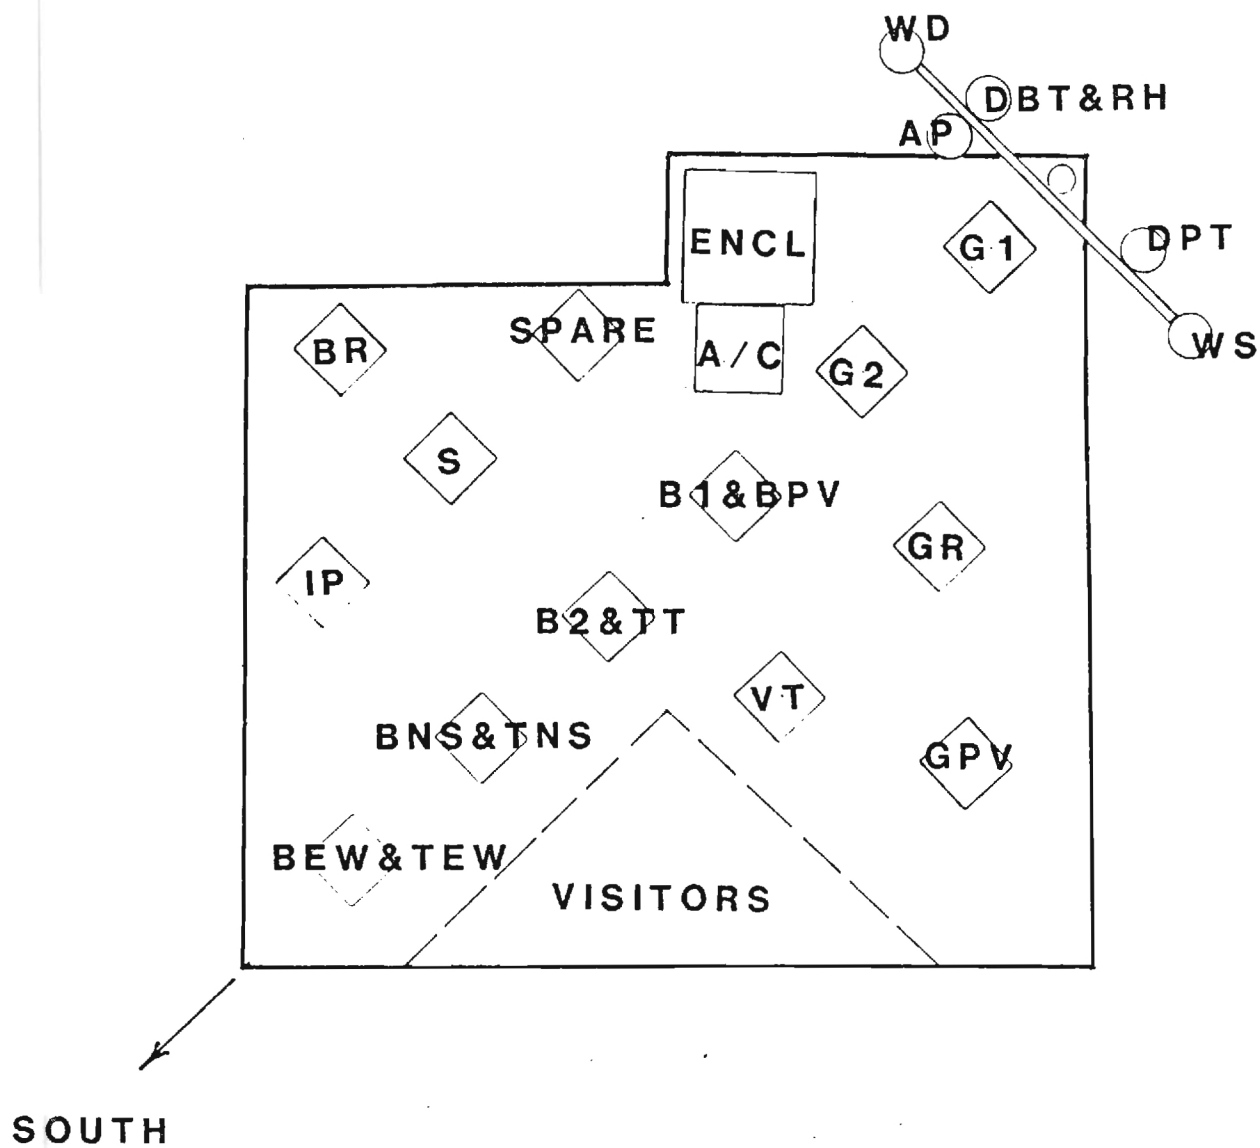 WD
DBT&RH
AP
ENCL
G1
DPT
SPARE
BR
A/C
G2
WS
S
B1&BPV
GR
IP
B2&TT
VT
BNS&TNS
GPV
BEW&TEW
VISITORS
SOUTH